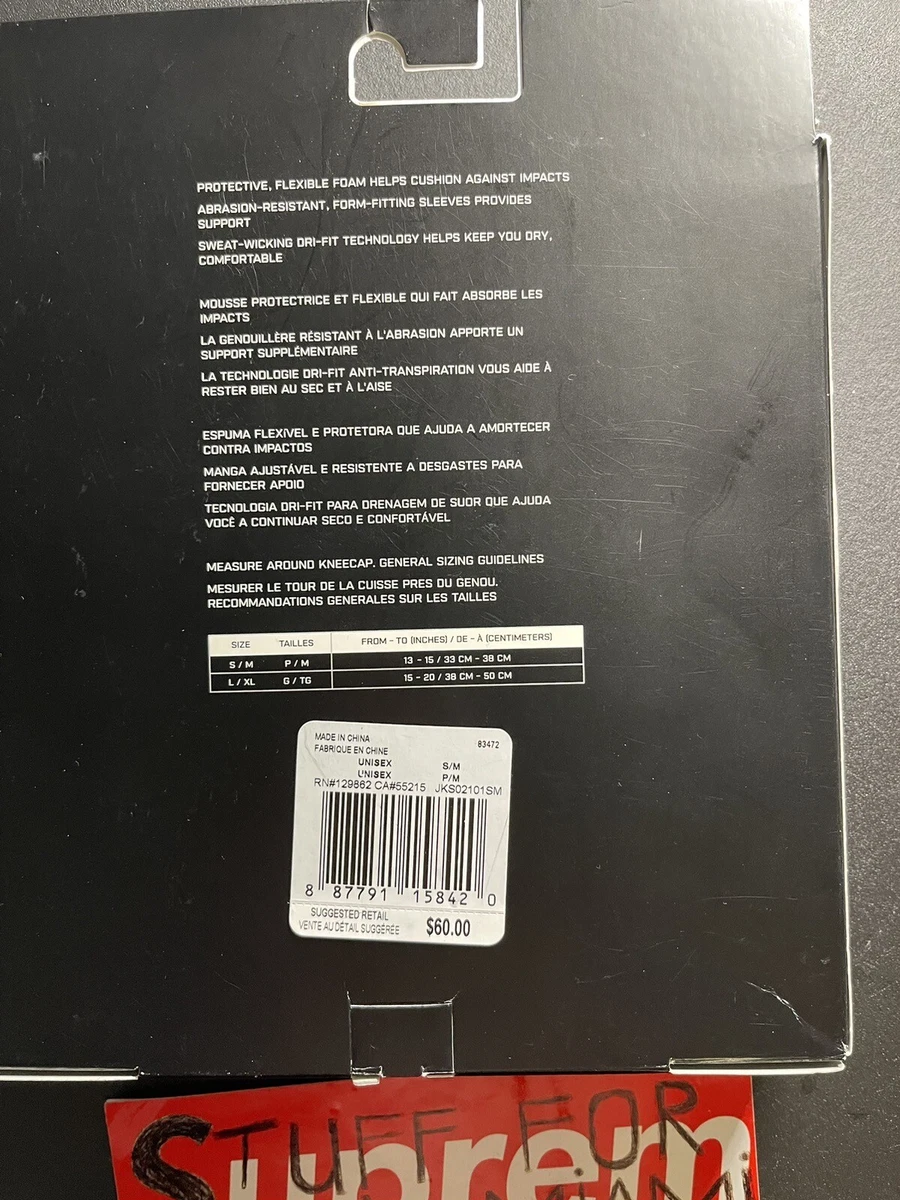 PROTECTIVE, FLEXIBLE FOAM HELPS CUSHION AGAINST IMPACTS
ABRASION-RESISTANT, FORM-FITTING SLEEVES PROVIDES
SUPPORT
SWEAT-WICKING DRI-FIT TECHNOLOGY HELPS KEEP YOU DRY,
COMFORTABLE
MOUSSE PROTECTRICE ET FLEXIBLE QUI FAIT ABSORBE LES
IMPACTS
LA GENOUILLÈRE RÉSISTANT À L'ABRASION APPORTE UN
SUPPORT SUPPLÉMENTAIRE
LA TECHNOLOGIE DRI-FIT ANTI-TRANSPIRATION VOUS AIDE À
RESTER BIEN AU SEC ET À L'AISE
ESPUMA FLEXÍVEL E PROTETORA QUE AJUDA A AMORTECER
CONTRA IMPACTOS
MANGA AJUSTÁVEL E RESISTENTE A DESGASTES PARA
FORNECER APOIO
TECNOLOGIA DRI-FIT PARA DRENAGEM DE SUOR QUE AJUDA
VOCÊ A CONTINUAR SECO E CONFORTÁVEL
MEASURE AROUND KNEECAP. GENERAL SIZING GUIDELINES
MESURER LE TOUR DE LA CUISSE PRES DU GENOU.
RECOMMANDATIONS GENERALES SUR LES TAILLES
SIZE TAILLES FROM - TO (INCHES) / DE - À (CENTIMETERS)
S / M P / M 13 - 15 / 33 CM - 38 CM
L / XL G / TG 15 - 20 / 38 CM - 50 CM
MADE IN CHINA 83472
FABRIQUE EN CHINE
UNISEX S/M
UNISEX P/M
RN#129862 CA#55215 JKS02101SM
8 87791 15842 0
SUGGESTED RETAIL
VENTE AU DÉTAIL SUGGÉRÉE $60.00
STUFF FOR
Suprem
MIAMI